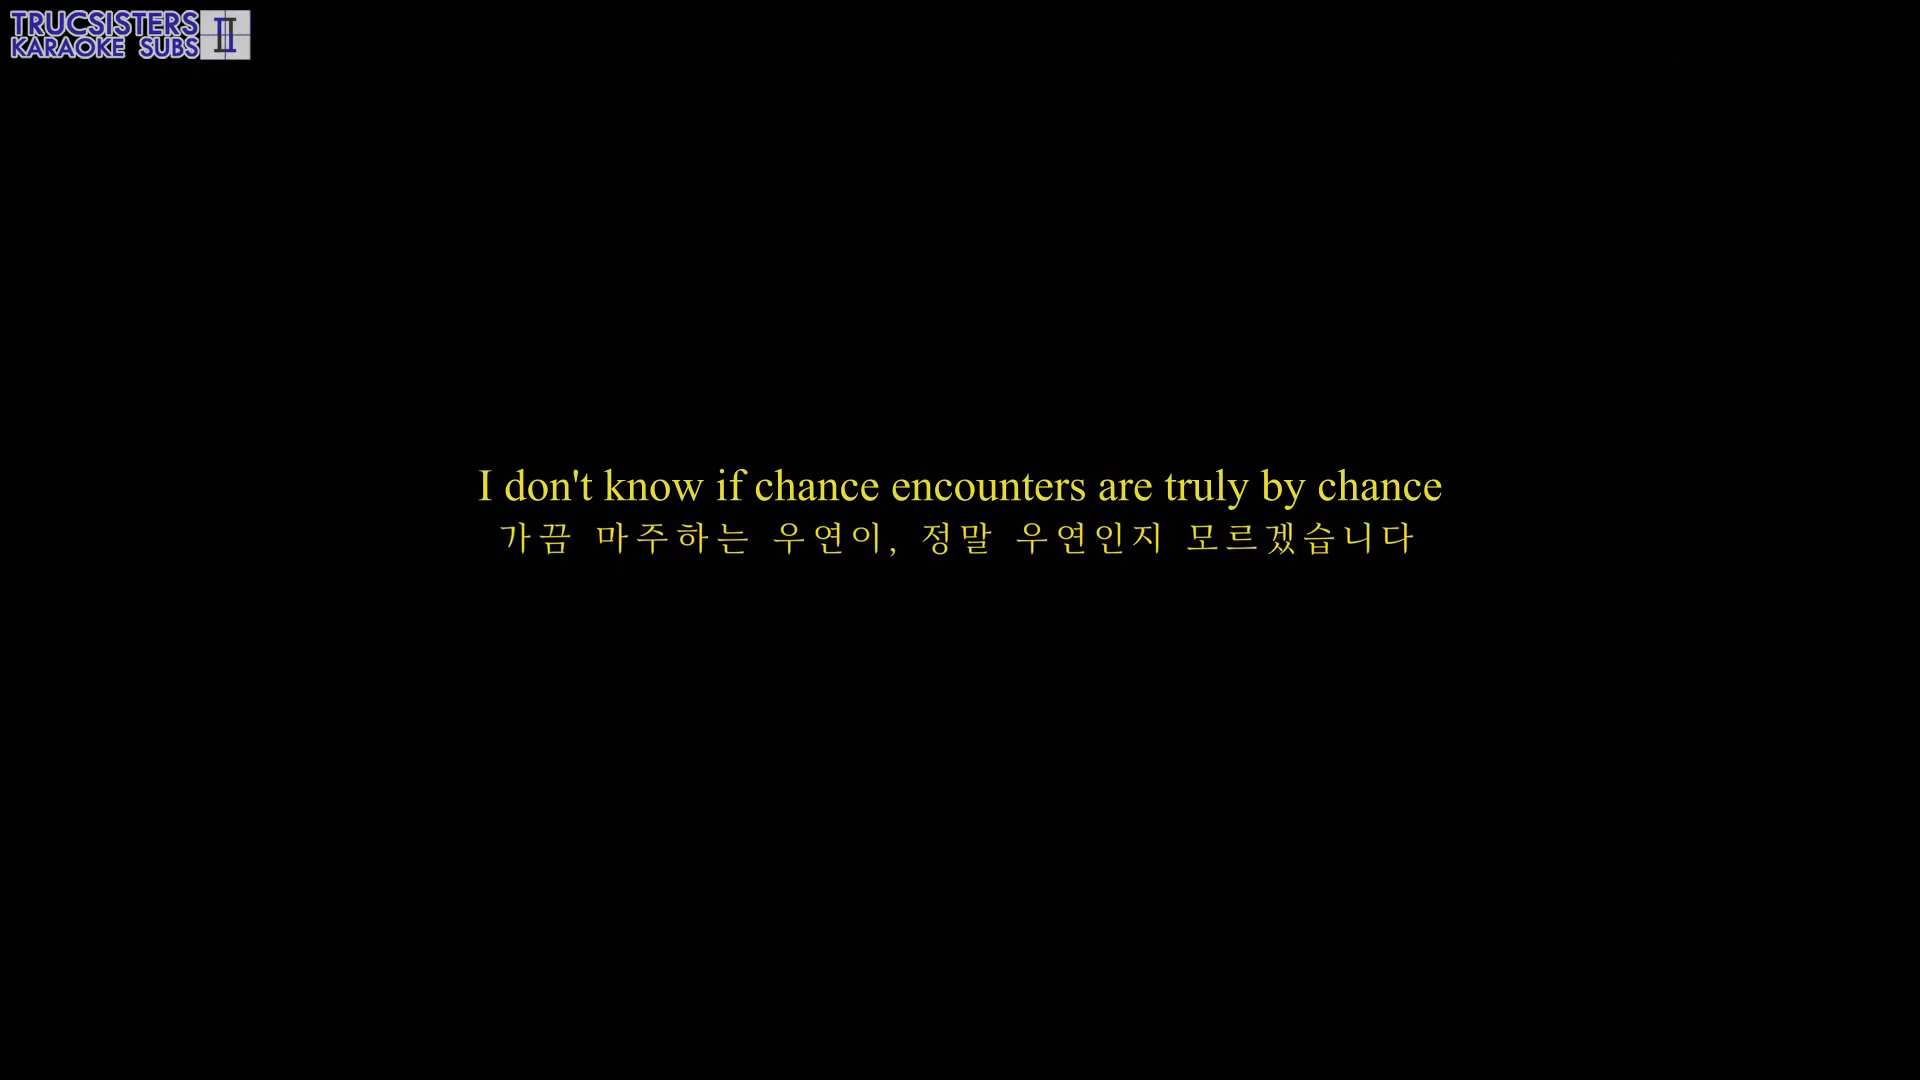 TRUCSISTERS
KARAOKE SUBS II
I don't know if chance encounters are truly by chance
가끔 마주하는 우연이, 정말 우연인지 모르겠습니다